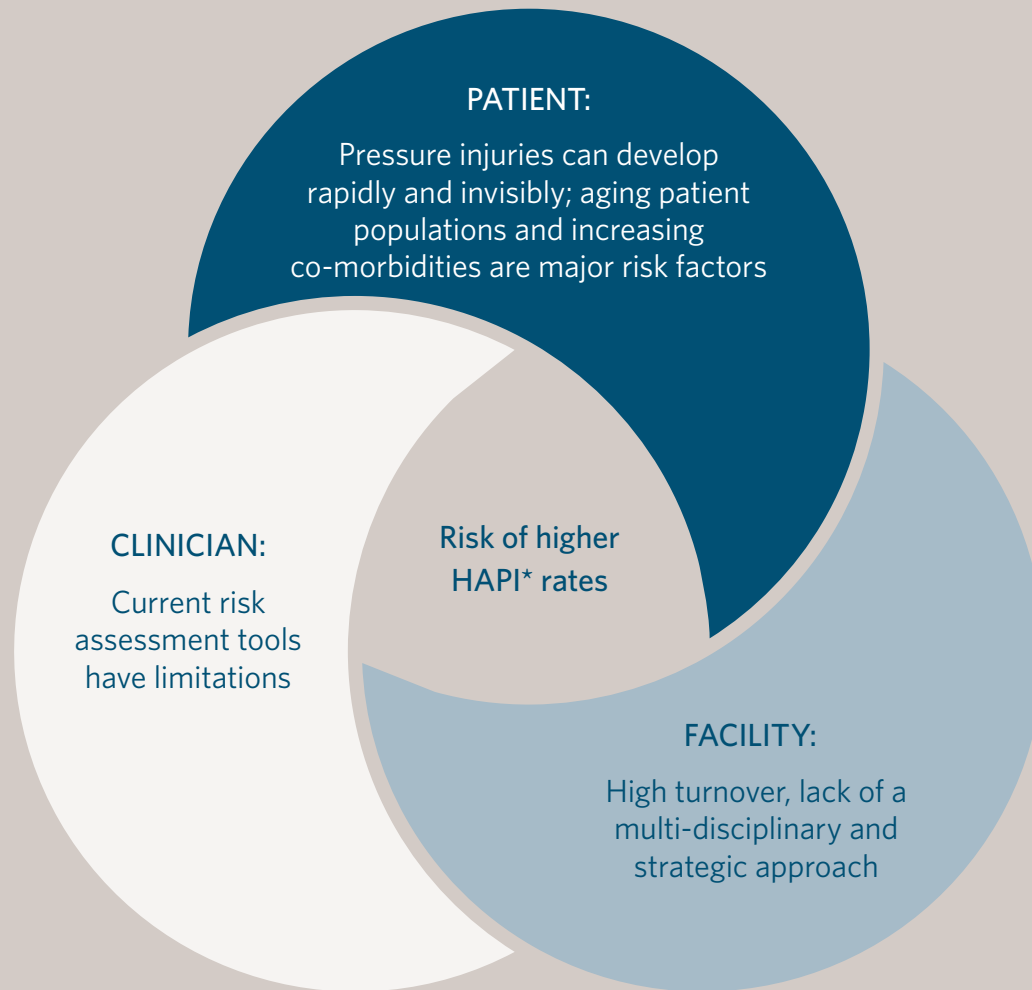 PATIENT:
Pressure injuries can develop
rapidly and invisibly; aging patient
populations and increasing
co-morbidities are major risk factors
CLINICIAN:
Current risk
assessment tools
have limitations
Risk of higher
HAPI* rates
FACILITY:
High turnover, lack of a
multi-disciplinary and
strategic approach